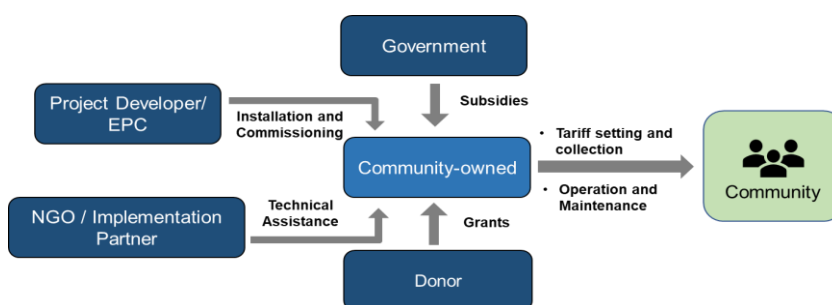 Government
Project Developer/
EPC
Installation and
Commissioning
Subsidies
Community-owned
• Tariff setting and
collection
• Operation and
Maintenance
Community
NGO / Implementation
Partner
Technical
Assistance
Grants
Donor